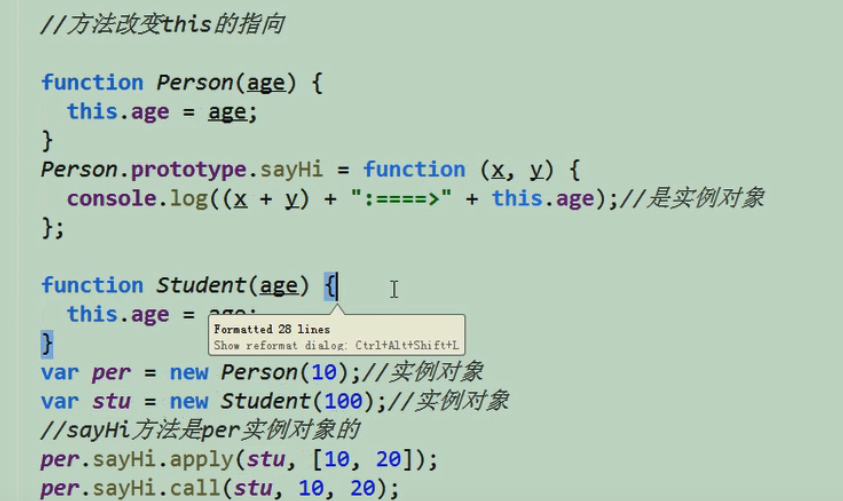 //方法改变this的指向
function Person(age) {
this.age = age;
}
Person.prototype.sayHi = function (x, y) {
console.log((x + y) + ":====>" + this.age);//是实例对象
};
function Student(age) {
this.age =
Formatted 28 lines
Show reformat dialog: Ctrl+Alt+Shift+L
}
var per = new Person(10);//实例对象
var stu = new Student(100);//实例对象
//sayHi方法是per实例对象的
per.sayHi.apply(stu, [10, 20]);
per.sayHi.call(stu, 10, 20);